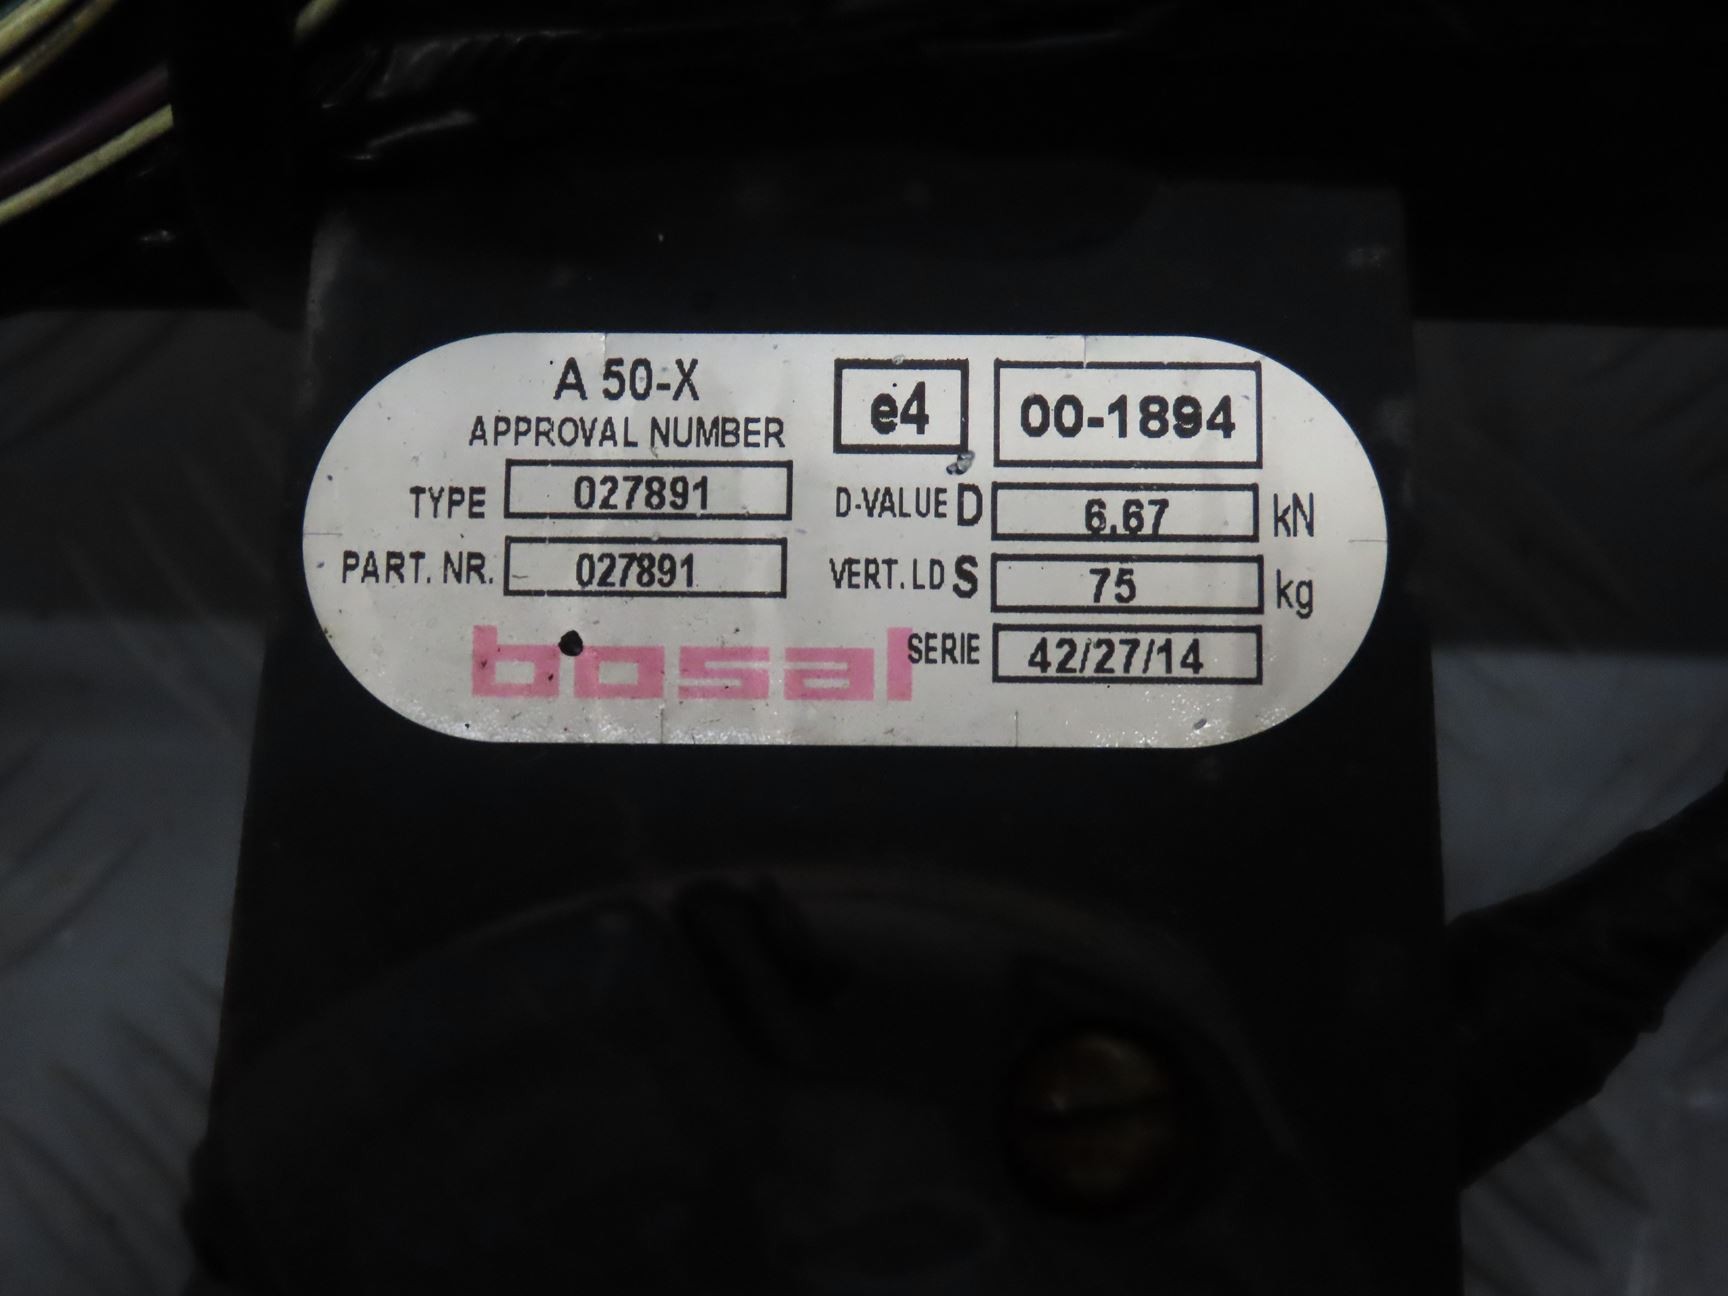 A 50-X
APPROVAL NUMBER e4 00-1894
TYPE 027891 D-VALUE D 6.67 kN
PART. NR. 027891 VERT. LD S 75 kg
bosal SERIE 42/27/14